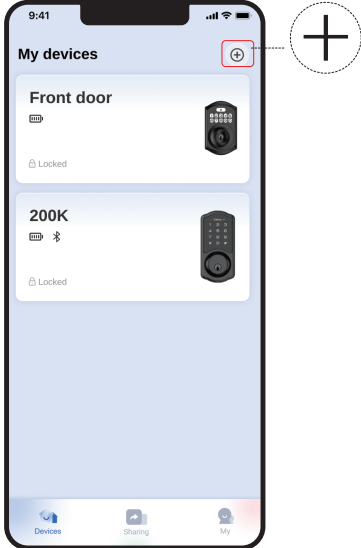 9:41
My devices
Front door
Locked
200K
Locked
Devices
Sharing
My